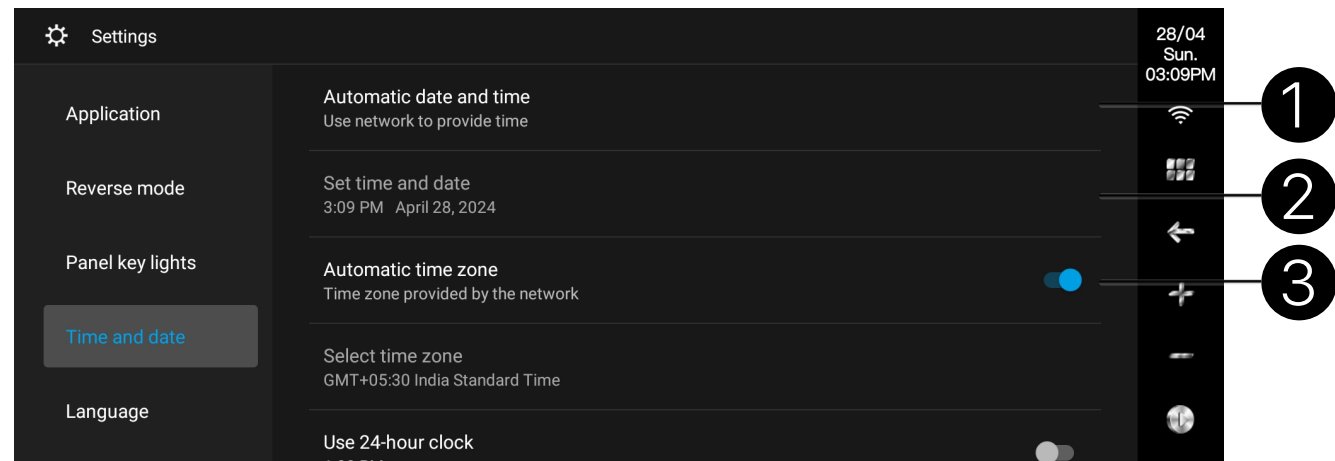 Settings
28/04
Sun.
03:09PM
Application
Reverse mode
Panel key lights
Time and date
Language
Automatic date and time
Use network to provide time
Set time and date
3:09 PM April 28, 2024
Automatic time zone
Time zone provided by the network
Select time zone
GMT+05:30 India Standard Time
Use 24-hour clock
1
2
3